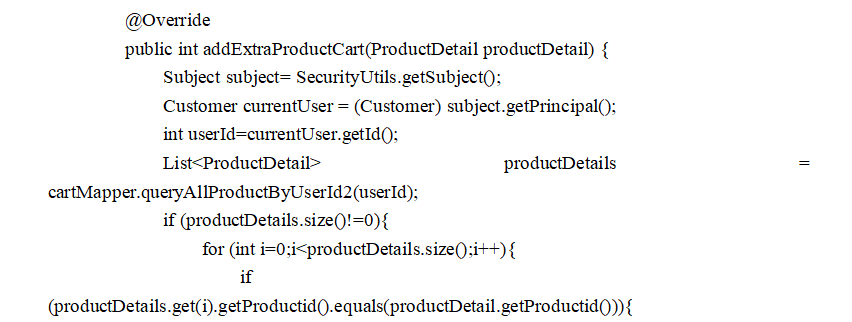 @Override
public int addExtraProductCart(ProductDetail productDetail) {
Subject subject= SecurityUtils.getSubject();
Customer currentUser = (Customer) subject.getPrincipal();
int userId=currentUser.getId();
List<ProductDetail> productDetails =
cartMapper.queryAllProductByUserId2(userId);
if (productDetails.size()!=0){
for (int i=0;i<productDetails.size();i++){
if
(productDetails.get(i).getProductid().equals(productDetail.getProductid())){